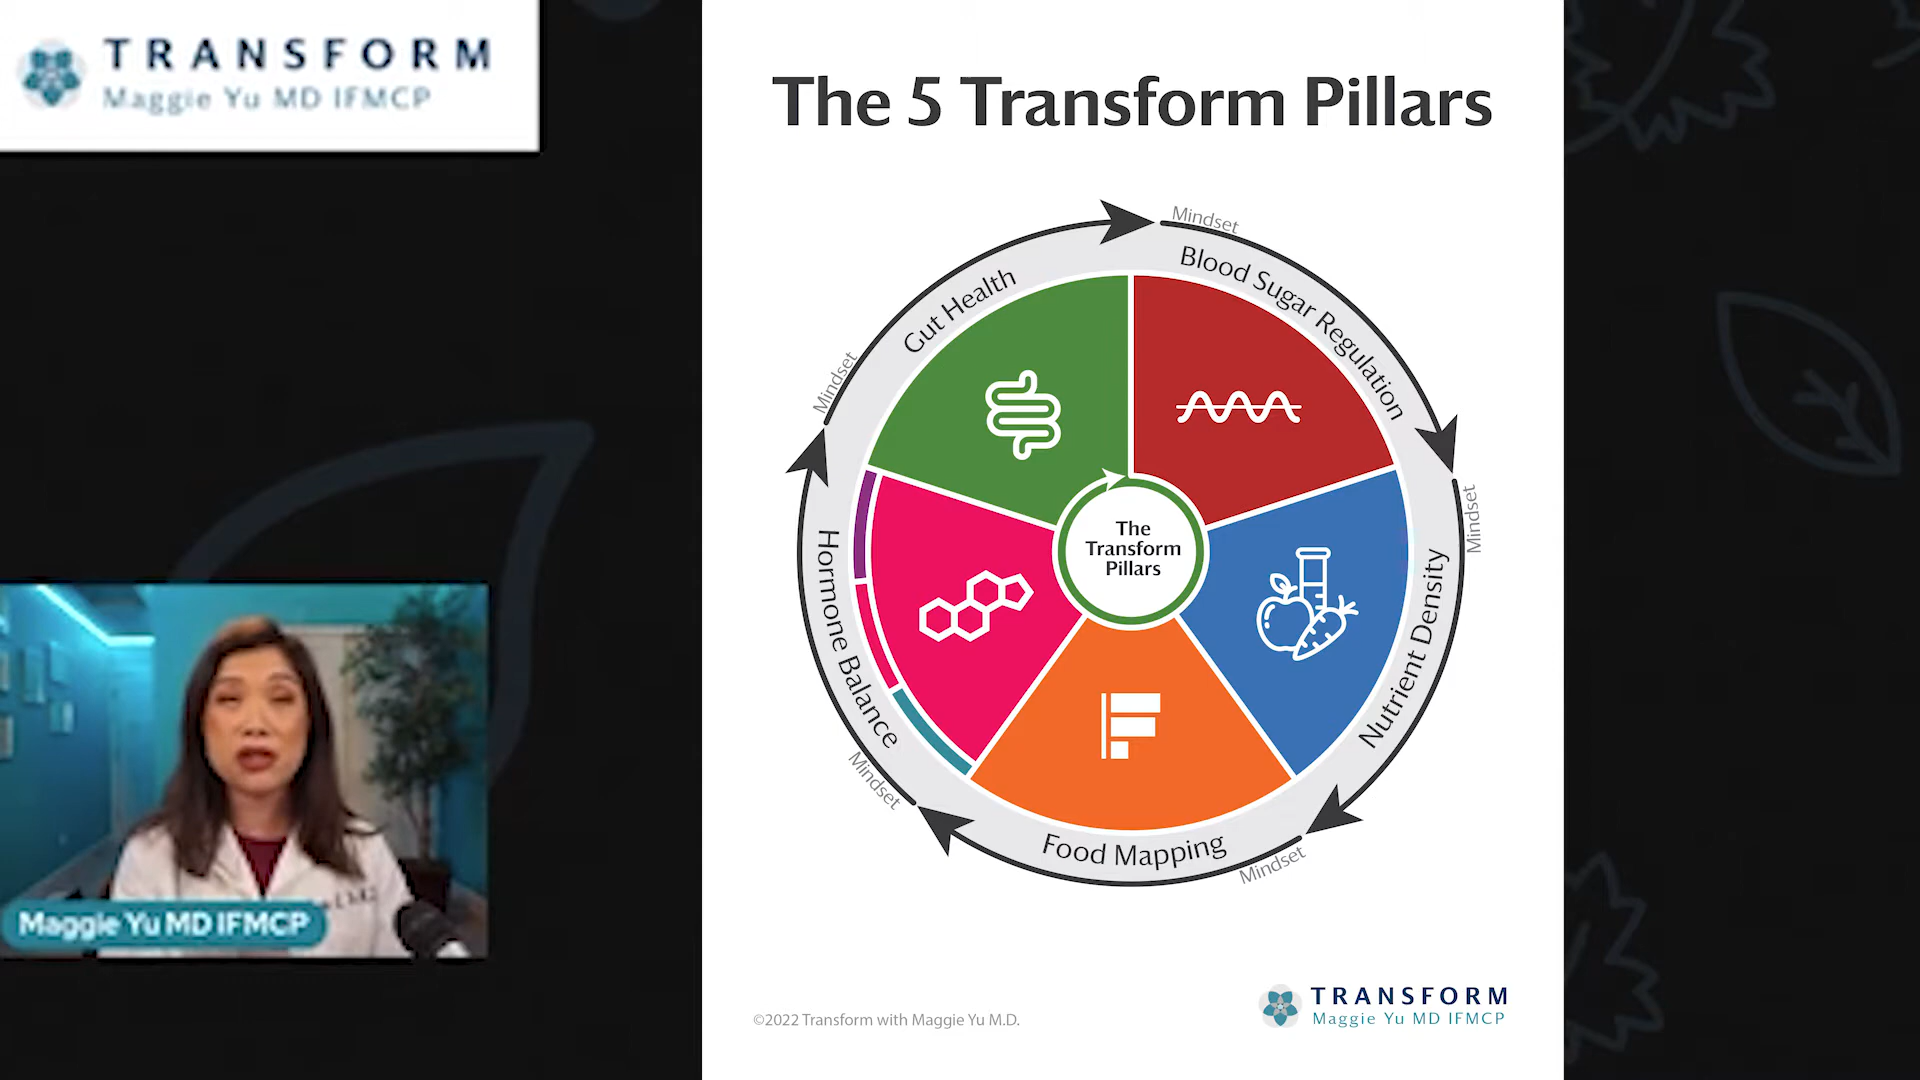 TRANSFORM
Maggie Yu MD IFMCP
The 5 Transform Pillars
Mindset
Blood Sugar Regulation
Mindset
Nutrient Density
Mindset
Food Mapping
Mindset
Hormone Balance
Mindset
Gut Health
The
Transform
Pillars
Maggie Yu MD IFMCP
©2022 Transform with Maggie Yu M.D.
TRANSFORM
Maggie Yu MD IFMCP